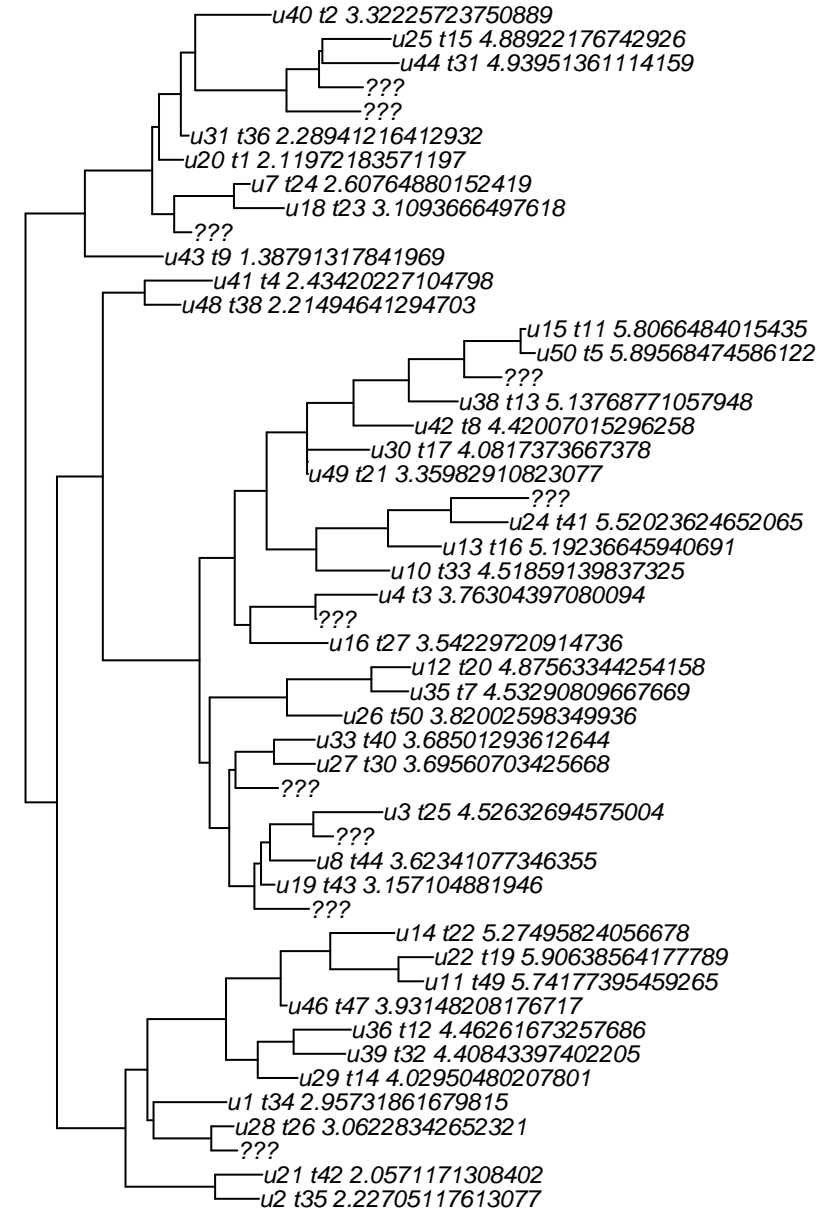 u40 t2 3.32225723750889
u25 t15 4.88922176742926
u44 t31 4.93951361114159
???
???
u31 t36 2.28941216412932
u20 t1 2.11972183571197
u7 t24 2.60764880152419
u18 t23 3.1093666497618
???
u43 t9 1.38791317841969
u41 t4 2.43420227104798
u48 t38 2.21494641294703
u15 t11 5.8066484015435
u50 t5 5.89568474586122
???
u38 t13 5.13768771057948
u42 t8 4.42007015296258
u30 t17 4.0817373667378
u49 t21 3.35982910823077
???
u24 t41 5.52023624652065
u13 t16 5.19236645940691
u10 t33 4.51859139837325
u4 t3 3.76304397080094
???
u16 t27 3.54229720914736
u12 t20 4.87563344254158
u35 t7 4.53290809667669
u26 t50 3.82002598349936
u33 t40 3.68501293612644
u27 t30 3.69560703425668
???
u3 t25 4.52632694575004
???
u8 t44 3.62341077346355
u19 t43 3.157104881946
???
u14 t22 5.27495824056678
u22 t19 5.90638564177789
u11 t49 5.74177395459265
u46 t47 3.93148208176717
u36 t12 4.46261673257686
u39 t32 4.40843397402205
u29 t14 4.02950480207801
u1 t34 2.95731861679815
u28 t26 3.06228342652321
???
u21 t42 2.0571171308402
u2 t35 2.22705117613077